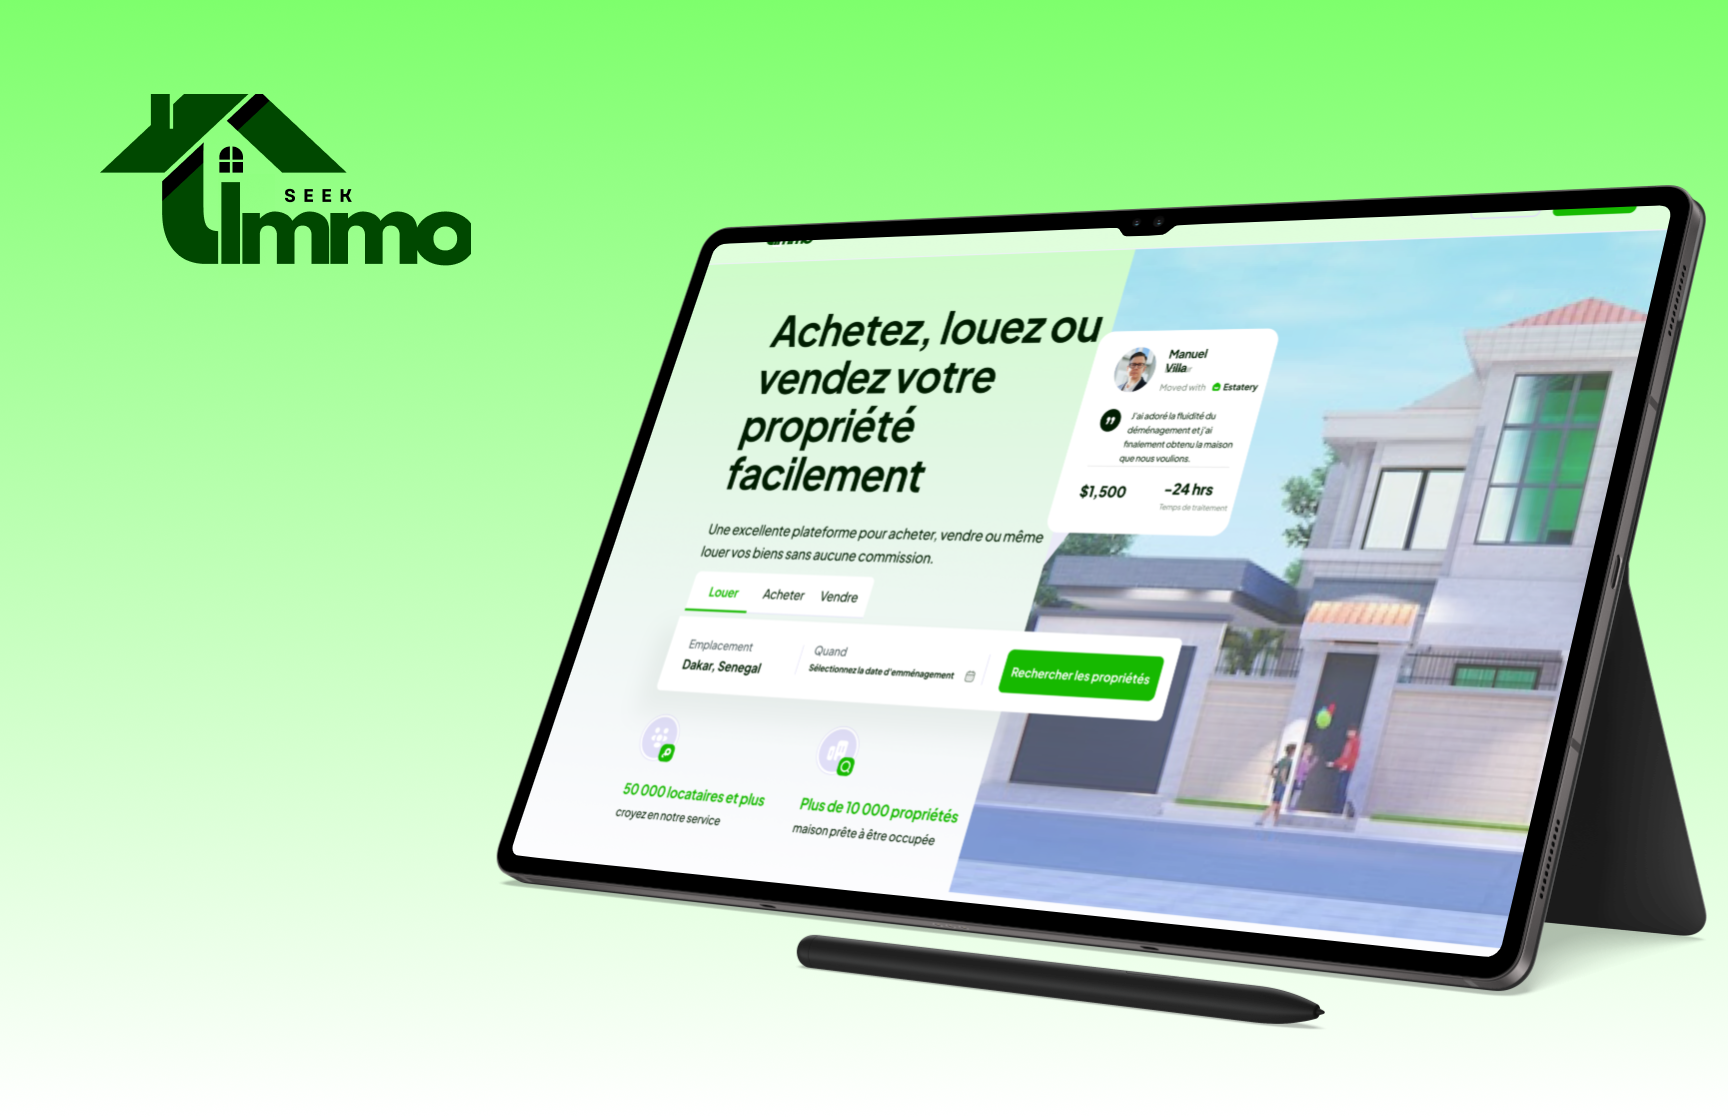 SEEK
immo
Achetez, louez ou
vendez votre
propriété
facilement
Manuel
Villa
Moved with Estatery
J'ai adoré la fluidité du
déménagement et j'ai
finalement obtenu la maison
que nous voulions.
$1,500
-24 hrs
Temps de traitement
Une excellente plateforme pour acheter, vendre ou même
louer vos biens sans aucune commission.
Louer Acheter Vendre
Emplacement
Dakar, Senegal
Quand
Sélectionnez la date d'emménagement
Rechercher les propriétés
50 000 locataires et plus
croyez en notre service
Plus de 10 000 propriétés
maison prête à être occupée